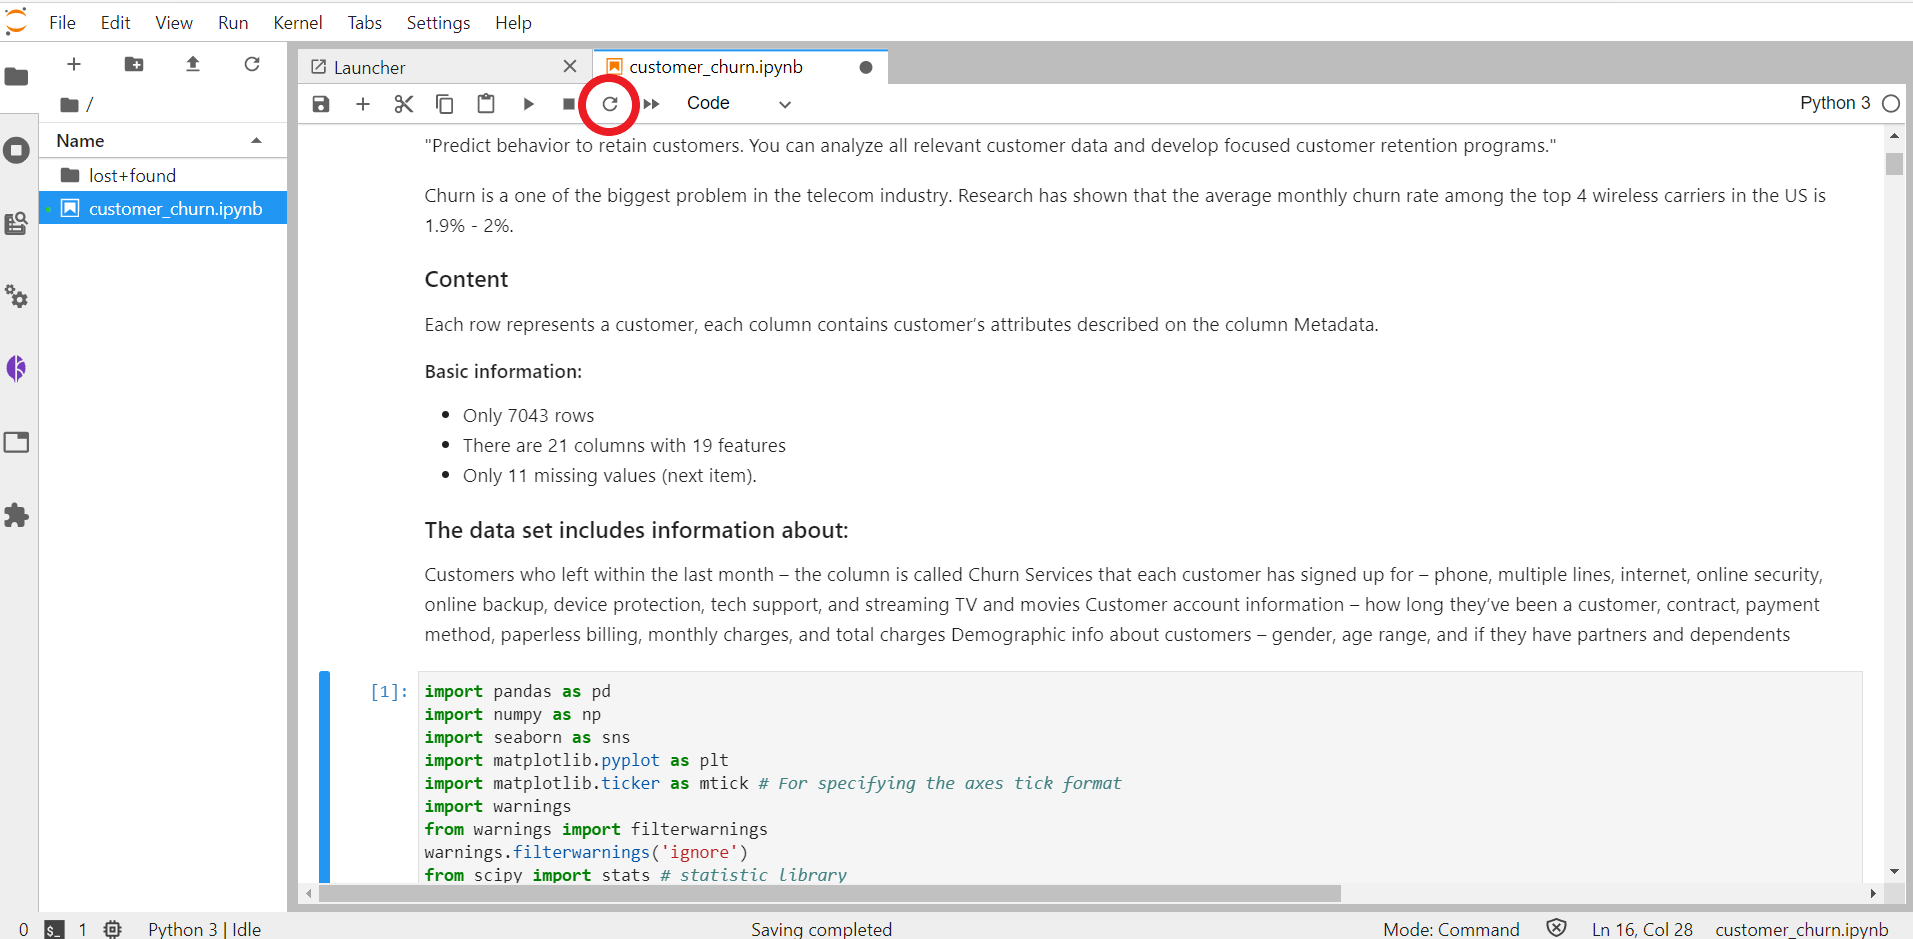 File Edit View Run Kernel Tabs Settings Help
Launcher
customer_churn.ipynb
/
Code
Python 3
Name
lost+found
customer_churn.ipynb
"Predict behavior to retain customers. You can analyze all relevant customer data and develop focused customer retention programs."
Churn is a one of the biggest problem in the telecom industry. Research has shown that the average monthly churn rate among the top 4 wireless carriers in the US is
1.9% - 2%.
Content
Each row represents a customer, each column contains customer’s attributes described on the column Metadata.
Basic information:
• Only 7043 rows
• There are 21 columns with 19 features
• Only 11 missing values (next item).
The data set includes information about:
Customers who left within the last month – the column is called Churn Services that each customer has signed up for – phone, multiple lines, internet, online security,
online backup, device protection, tech support, and streaming TV and movies Customer account information – how long they’ve been a customer, contract, payment
method, paperless billing, monthly charges, and total charges Demographic info about customers – gender, age range, and if they have partners and dependents
[1]: import pandas as pd
import numpy as np
import seaborn as sns
import matplotlib.pyplot as plt
import matplotlib.ticker as mtick # For specifying the axes tick format
import warnings
from warnings import filterwarnings
warnings.filterwarnings('ignore')
from scipy import stats # statistic library
0 $_ 1 Python 3 | Idle Saving completed Mode: Command Ln 16, Col 28 customer_churn.ipynb